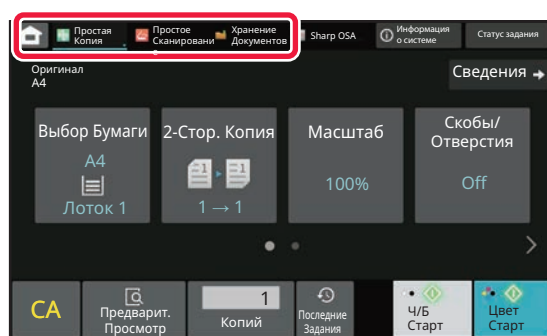 Простая
Копия
Простое
Сканировани
е
Хранение
Документов
Sharp OSA
Информация
о системе
Статус задания
Оригинал
A4
Сведения
Выбор Бумаги
A4
Лоток 1
2-Стор. Копия
1 1
1 → 1
Масштаб
100%
Скобы/
Отверстия
Off
CA
Предварит.
Просмотр
1
Копий
Последние
Задания
Ч/Б
Старт
Цвет
Старт